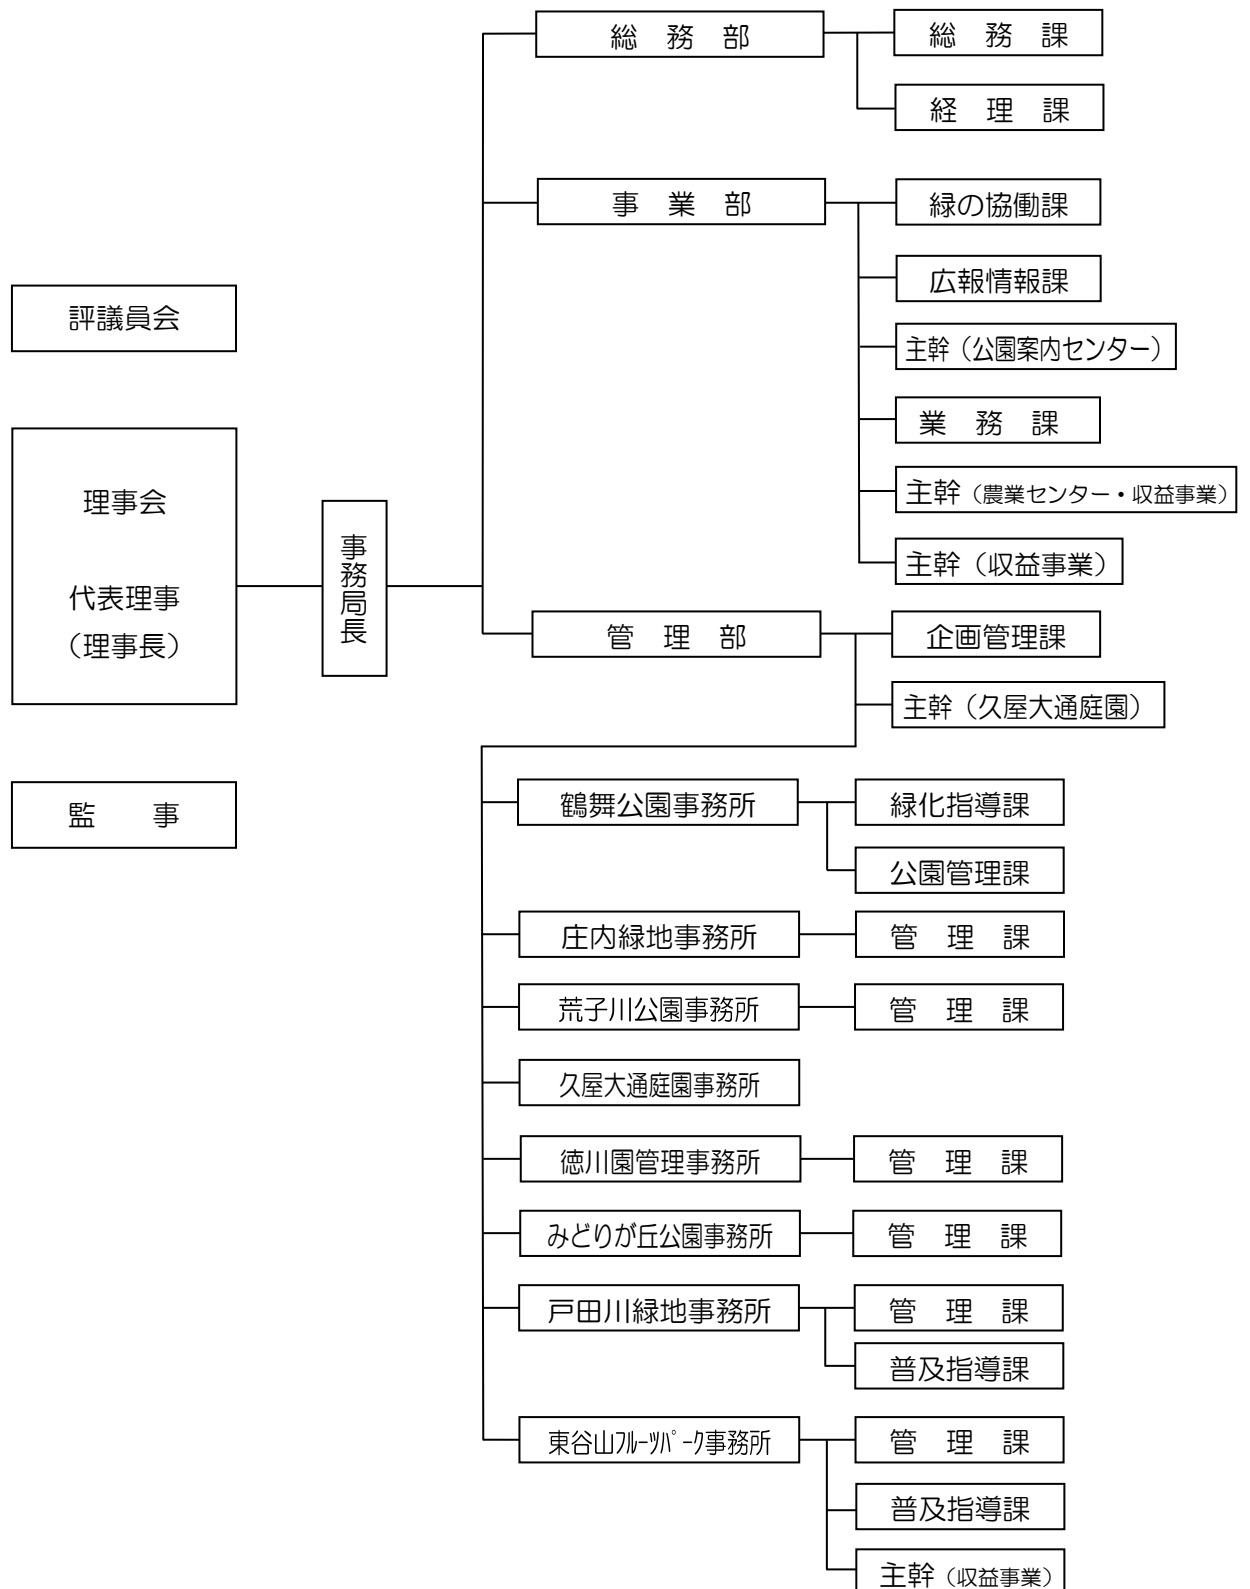 評議員会
理事会
代表理事
（理事長）
監　　事
事務局長
総　務　部
総　務　課
経　理　課
事　業　部
緑の協働課
広報情報課
主幹（公園案内センター）
業　務　課
主幹（農業センター・収益事業）
主幹（収益事業）
管　理　部
企画管理課
主幹（久屋大通庭園）
鶴舞公園事務所
緑化指導課
公園管理課
庄内緑地事務所
管　理　課
荒子川公園事務所
管　理　課
久屋大通庭園事務所
徳川園管理事務所
管　理　課
みどりが丘公園事務所
管　理　課
戸田川緑地事務所
管　理　課
普及指導課
東谷山ﾌﾙｰﾂﾊﾟｰｸ事務所
管　理　課
普及指導課
主幹（収益事業）